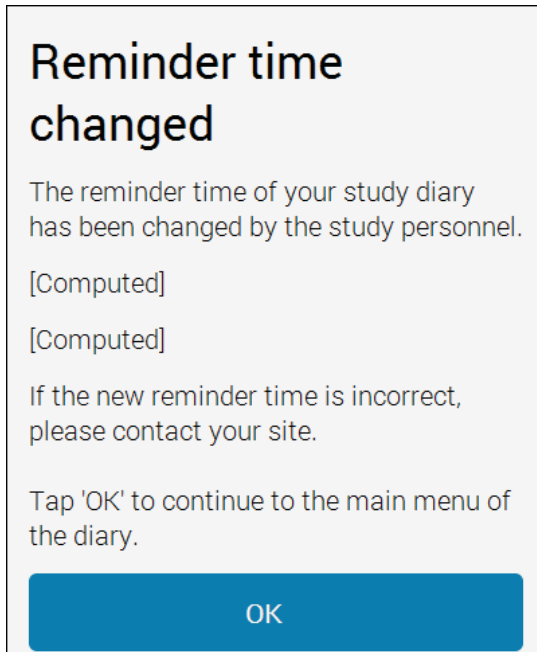 Reminder time
changed
The reminder time of your study diary
has been changed by the study personnel.
[Computed]
[Computed]
If the new reminder time is incorrect,
please contact your site.
Tap 'OK' to continue to the main menu of
the diary.
OK